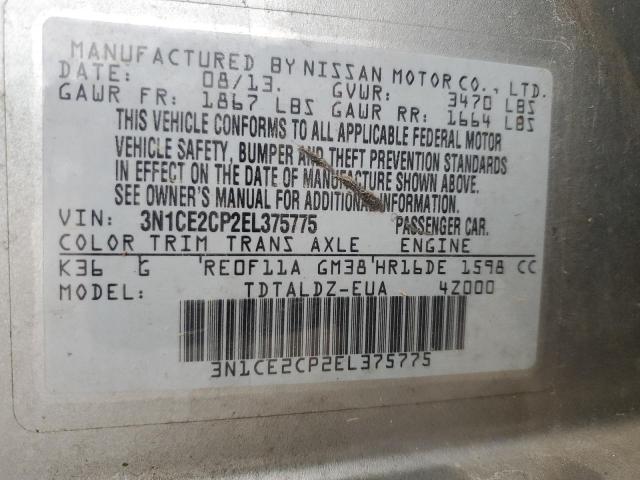 MANUFACTURED BY NISSAN MOTOR CO., LTD.
DATE: 08/13. GVWR: 3470 LBS
GAWR FR: 1867 LBS GAWR RR: 1664 LBS
THIS VEHICLE CONFORMS TO ALL APPLICABLE FEDERAL MOTOR
VEHICLE SAFETY, BUMPER AND THEFT PREVENTION STANDARDS
IN EFFECT ON THE DATE OF MANUFACTURE SHOWN ABOVE.
SEE OWNER'S MANUAL FOR ADDITIONAL INFORMATION.
VIN: 3N1CE2CP2EL375775 PASSENGER CAR.
COLOR TRIM TRANS AXLE ENGINE
K36 G RE0F11A GM38 HR16DE 1598 CC
MODEL: TDTALDZ-EUA 4Z000
3N1CE2CP2EL375775